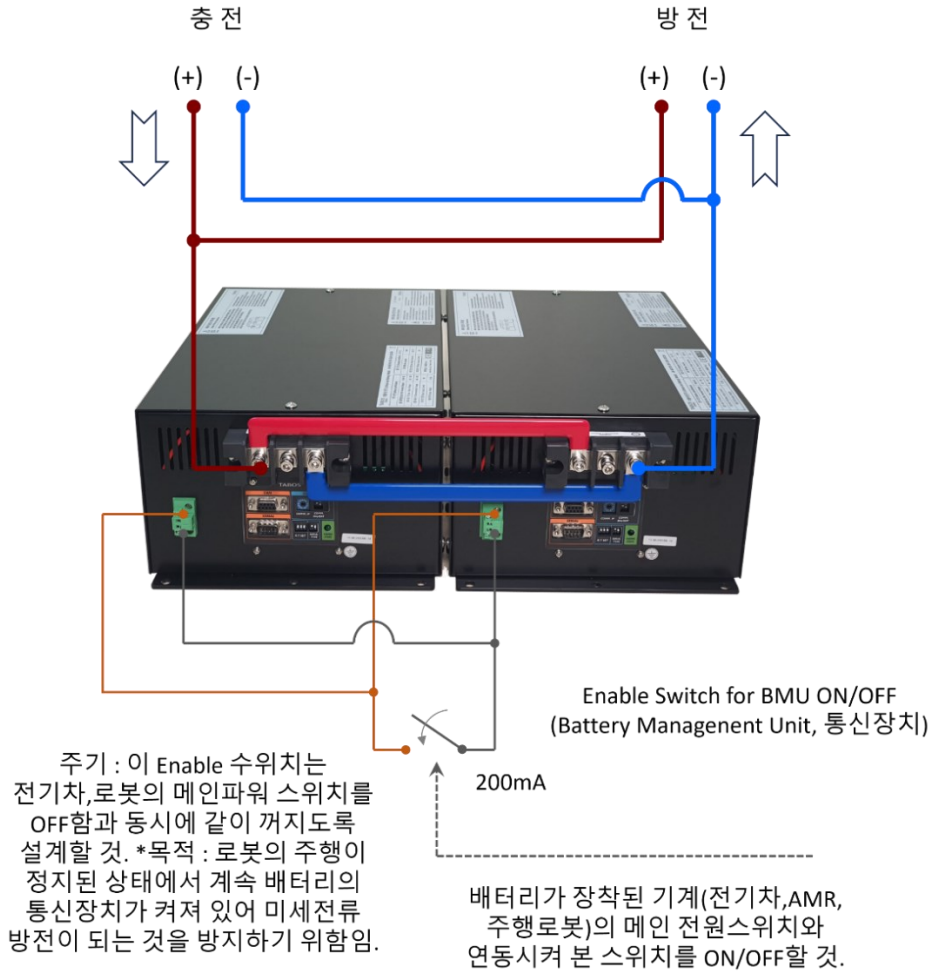 충 전
방 전
(+)
(-)
(+)
(-)
TABOS
Enable Switch for BMU ON/OFF
(Battery Managenent Unit, 통신장치)
200mA
주기 : 이 Enable 수위치는
전기차,로봇의 메인파워 스위치를
OFF함과 동시에 같이 꺼지도록
설계할 것. *목적 : 로봇의 주행이
정지된 상태에서 계속 배터리의
통신장치가 켜져 있어 미세전류
방전이 되는 것을 방지하기 위함임.
배터리가 장착된 기계(전기차,AMR,
주행로봇)의 메인 전원스위치와
연동시켜 본 스위치를 ON/OFF할 것.